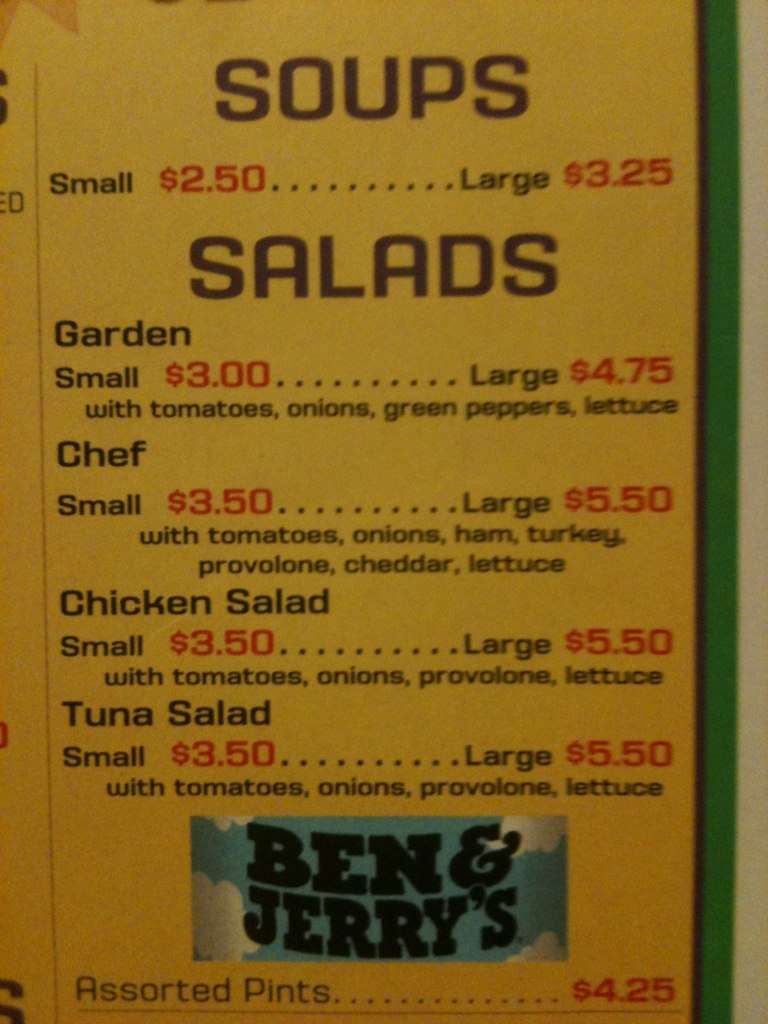 SOUPS
Small $2.50..........Large $3.25
SALADS
Garden
Small $3.00.......... Large $4.75
with tomatoes, onions, green peppers, lettuce
Chef
Small $3.50..........Large $5.50
with tomatoes, onions, ham, turkey,
provolone, cheddar, lettuce
Chicken Salad
Small $3.50..........Large $5.50
with tomatoes, onions, provolone, lettuce
Tuna Salad
Small $3.50..........Large $5.50
with tomatoes, onions, provolone, lettuce
BEN &
JERRY'S
Assorted Pints.............. $4.25